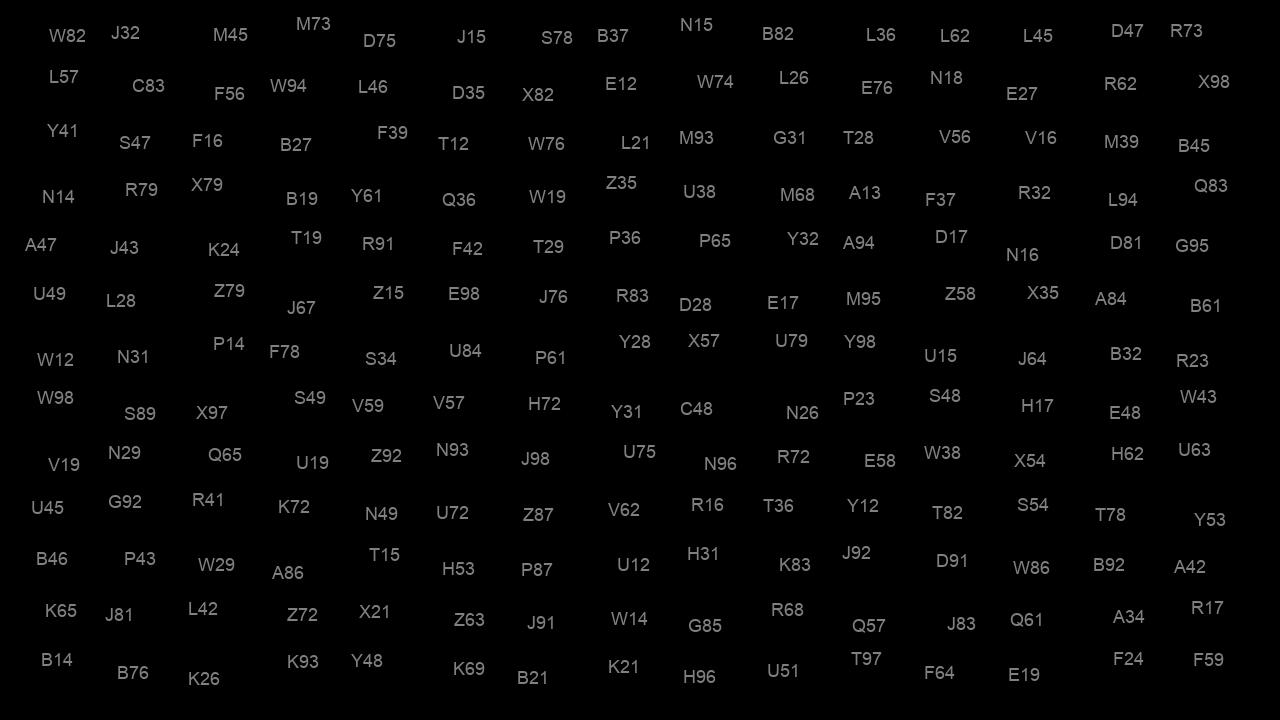 W82 J32 M45 M73 D75 J15 S78 B37 N15 B82 L36 L62 L45 D47 R73
L57 C83 F56 W94 L46 D35 X82 E12 W74 L26 E76 N18 E27 R62 X98
Y41 S47 F16 B27 F39 T12 W76 L21 M93 G31 T28 V56 V16 M39 B45
N14 R79 X79 B19 Y61 Q36 W19 Z35 U38 M68 A13 F37 R32 L94 Q83
A47 J43 K24 T19 R91 F42 T29 P36 P65 Y32 A94 D17 N16 D81 G95
U49 L28 Z79 J67 Z15 E98 J76 R83 D28 E17 M95 Z58 X35 A84 B61
W12 N31 P14 F78 S34 U84 P61 Y28 X57 U79 Y98 U15 J64 B32 R23
W98 S89 X97 S49 V59 V57 H72 Y31 C48 N26 P23 S48 H17 E48 W43
V19 N29 Q65 U19 Z92 N93 J98 U75 N96 R72 E58 W38 X54 H62 U63
U45 G92 R41 K72 N49 U72 Z87 V62 R16 T36 Y12 T82 S54 T78 Y53
B46 P43 W29 A86 T15 H53 P87 U12 H31 K83 J92 D91 W86 B92 A42
K65 J81 L42 Z72 X21 Z63 J91 W14 G85 R68 Q57 J83 Q61 A34 R17
B14 B76 K26 K93 Y48 K69 B21 K21 H96 U51 T97 F64 E19 F24 F59